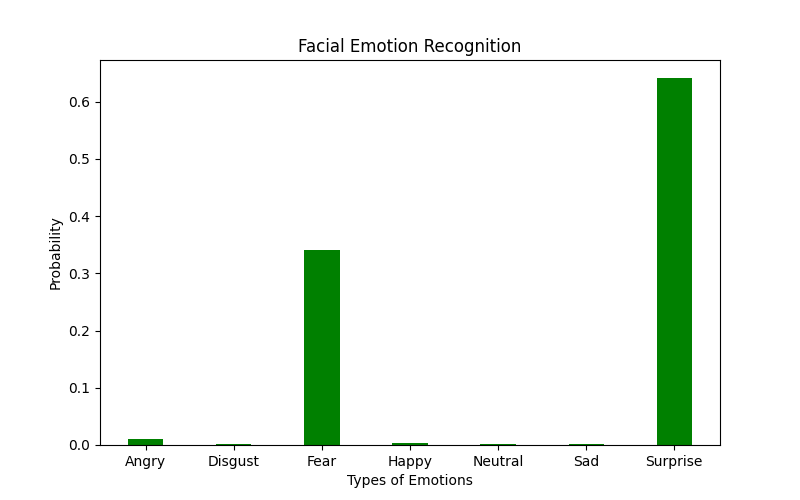 Facial Emotion Recognition
Probability
0.6
0.5
0.4
0.3
0.2
0.1
0.0
Angry Disgust Fear Happy Neutral Sad Surprise
Types of Emotions